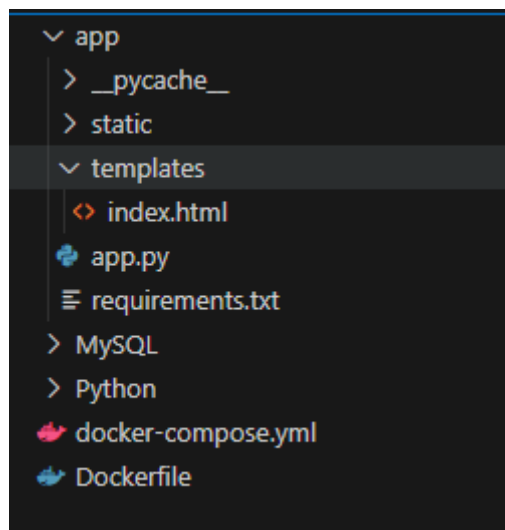 app
__pycache__
static
templates
index.html
app.py
requirements.txt
MySQL
Python
docker-compose.yml
Dockerfile